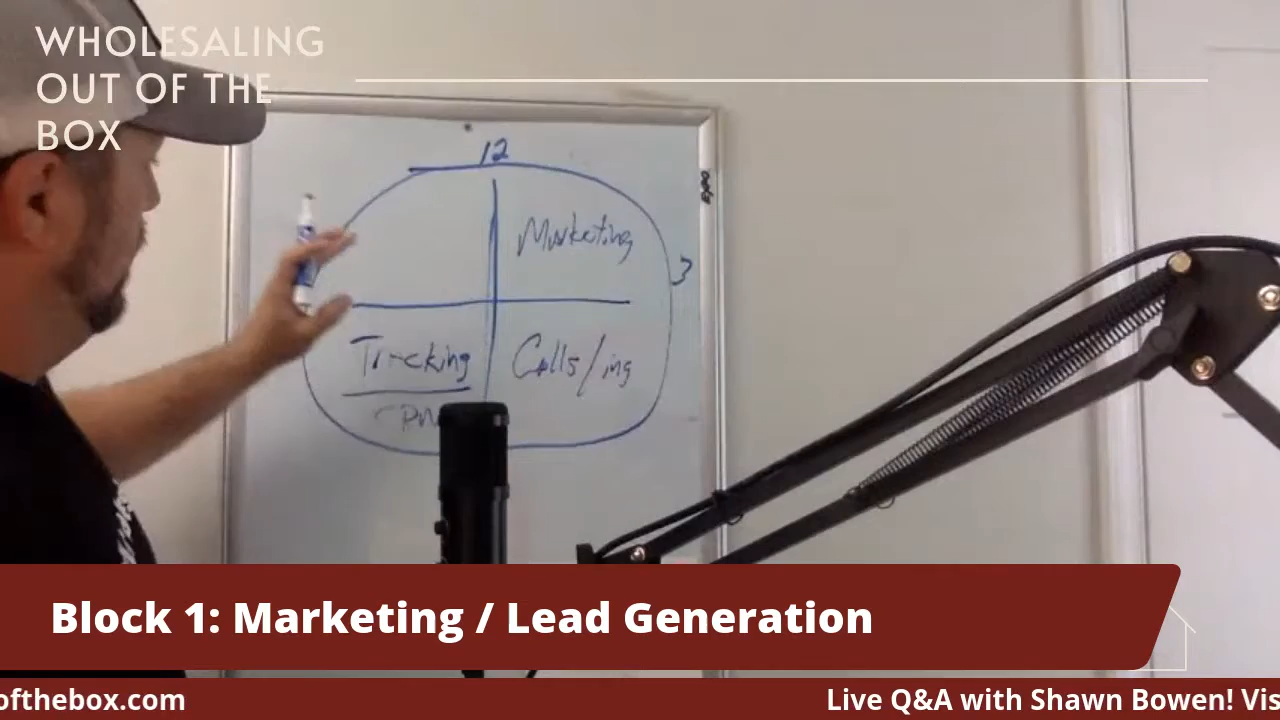 WHOLESALING
OUT OF THE
BOX
12
Marketing
3
Tracking
Calls/ing
Block 1: Marketing / Lead Generation
ofthebox.com
Live Q&A with Shawn Bowen! Vis